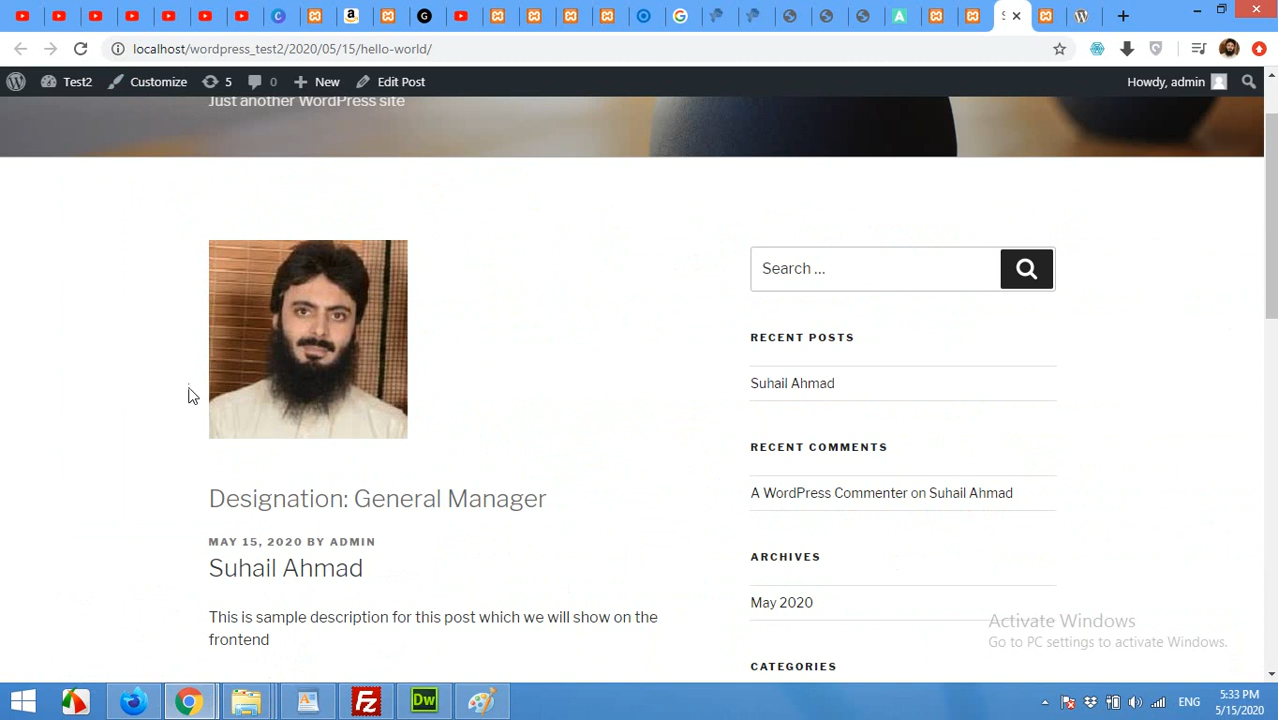 localhost/wordpress_test2/2020/05/15/hello-world/
Test2 Customize 5 0 New Edit Post Howdy, admin
Just another WordPress site
Search …
RECENT POSTS
Suhail Ahmad
RECENT COMMENTS
A WordPress Commenter on Suhail Ahmad
Designation: General Manager
MAY 15, 2020 BY ADMIN
Suhail Ahmad
This is sample description for this post which we will show on the
frontend
ARCHIVES
May 2020
CATEGORIES
Activate Windows
Go to PC settings to activate Windows.
ENG
5:33 PM
5/15/2020